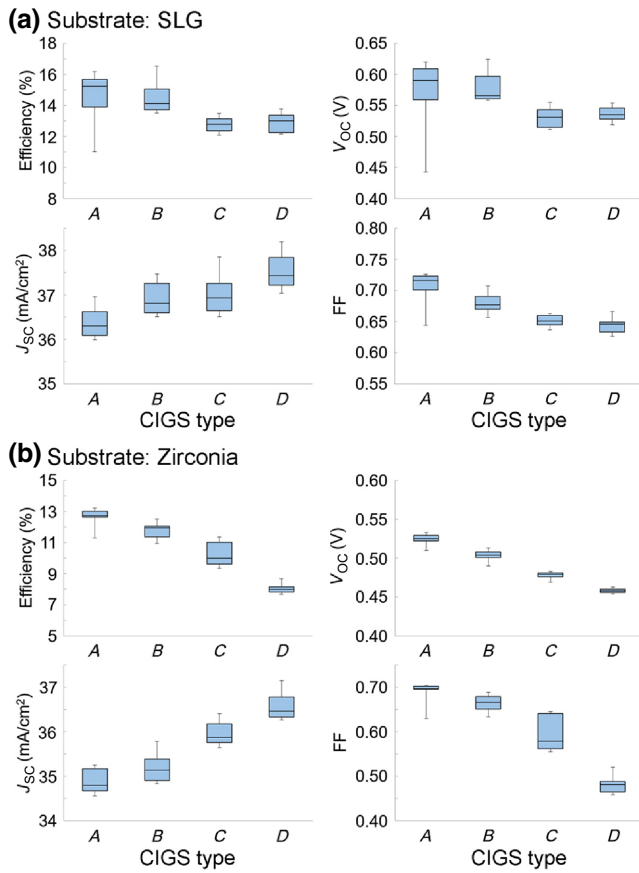 (a) Substrate: SLG
Efficiency (%)
18
16
14
12
10
8
A B C D
V_OC (V)
0.65
0.60
0.55
0.50
0.45
0.40
A B C D
J_SC (mA/cm²)
38
37
36
35
A B C D
CIGS type
FF
0.80
0.75
0.70
0.65
0.60
0.55
A B C D
CIGS type
(b) Substrate: Zirconia
Efficiency (%)
15
13
11
9
7
5
A B C D
V_OC (V)
0.60
0.55
0.50
0.45
0.40
A B C D
J_SC (mA/cm²)
37
36
35
34
A B C D
CIGS type
FF
0.70
0.60
0.50
0.40
A B C D
CIGS type